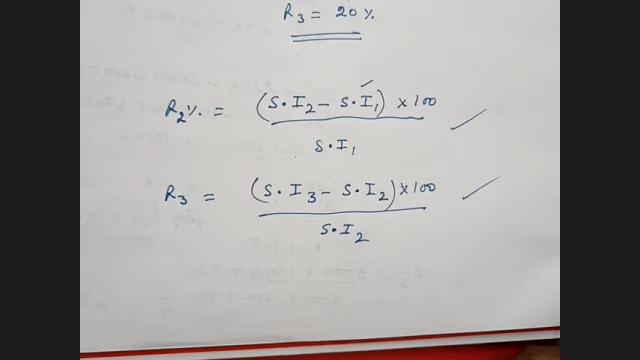 R3 = 20 %.
R2 %. = (S.I2 - S.I1) × 100
S.I1
R3 = (S.I3 - S.I2) × 100
S.I2